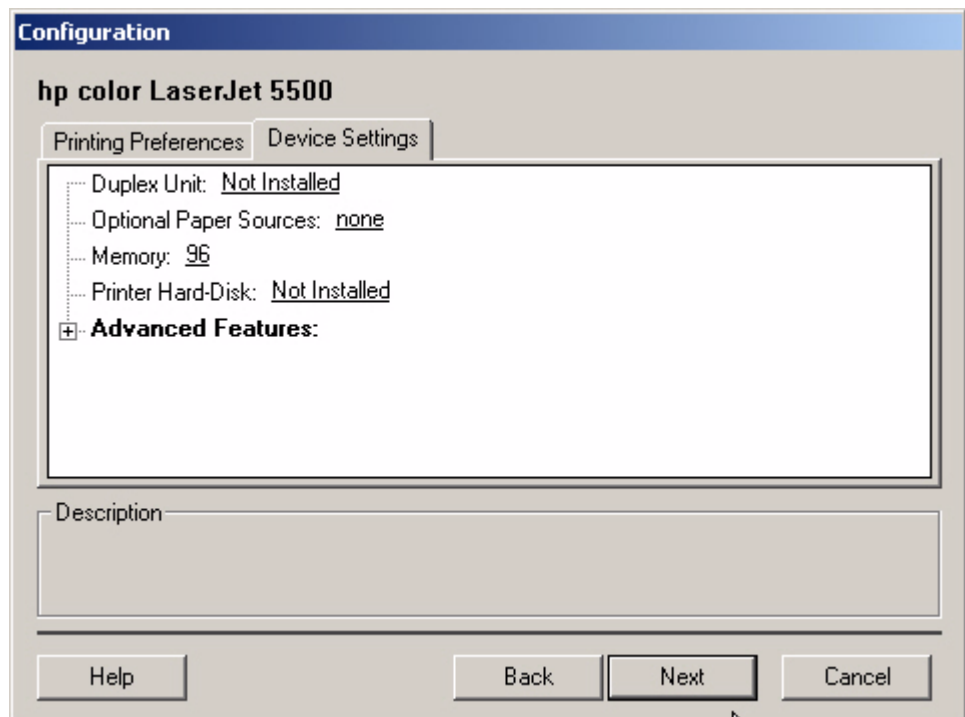 Configuration
hp color LaserJet 5500
Printing Preferences Device Settings
Duplex Unit: Not Installed
Optional Paper Sources: none
Memory: 96
Printer Hard-Disk: Not Installed
Advanced Features:
Description
Help Back Next Cancel